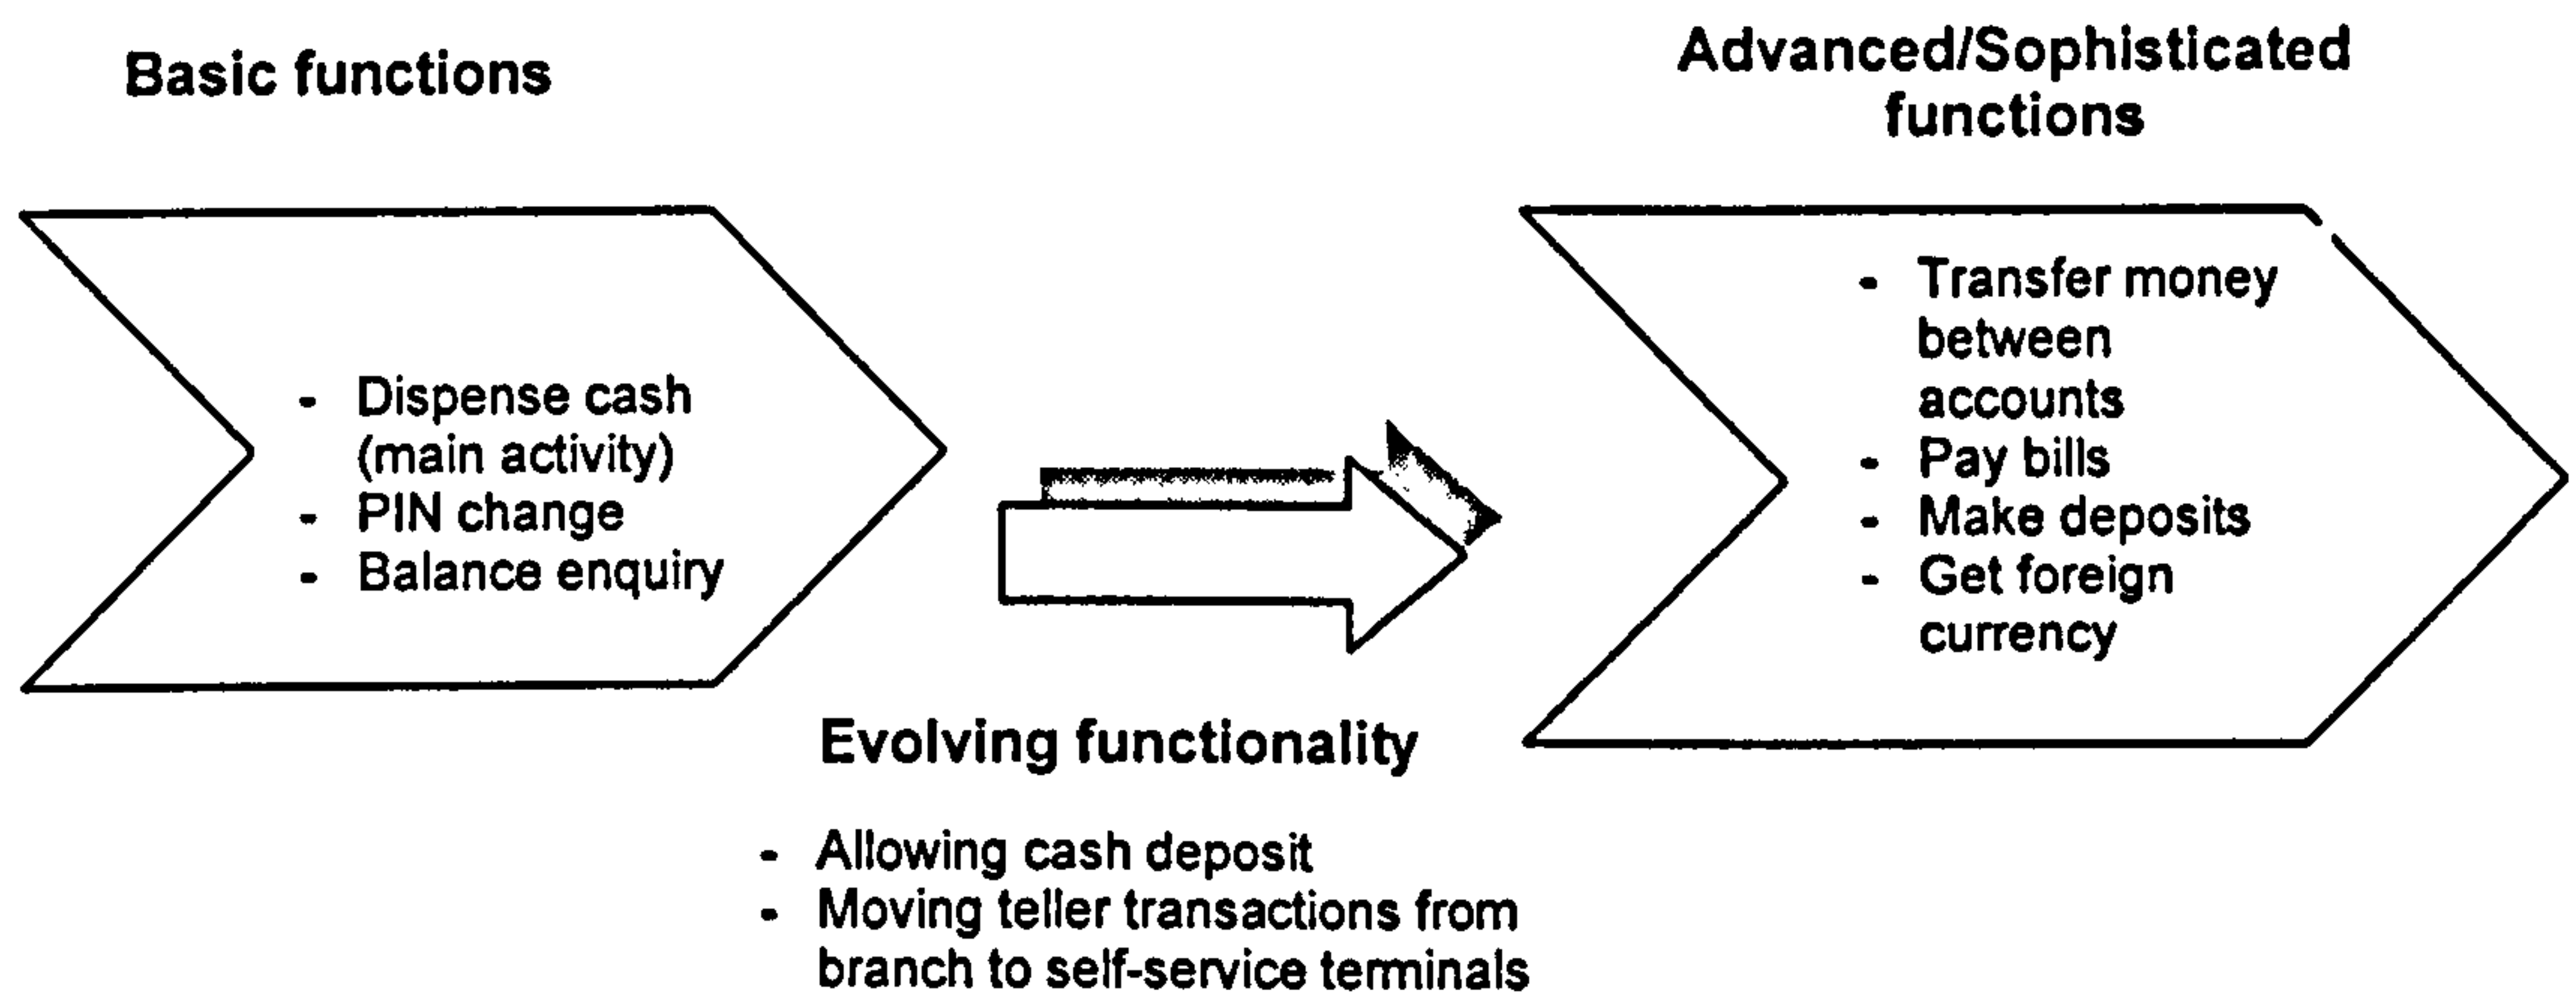 Basic functions
- Dispense cash
(main activity)
- PIN change
- Balance enquiry
Evolving functionality
- Allowing cash deposit
- Moving teller transactions from
branch to self-service terminals
Advanced/Sophisticated
functions
- Transfer money
between
accounts
- Pay bills
- Make deposits
- Get foreign
currency